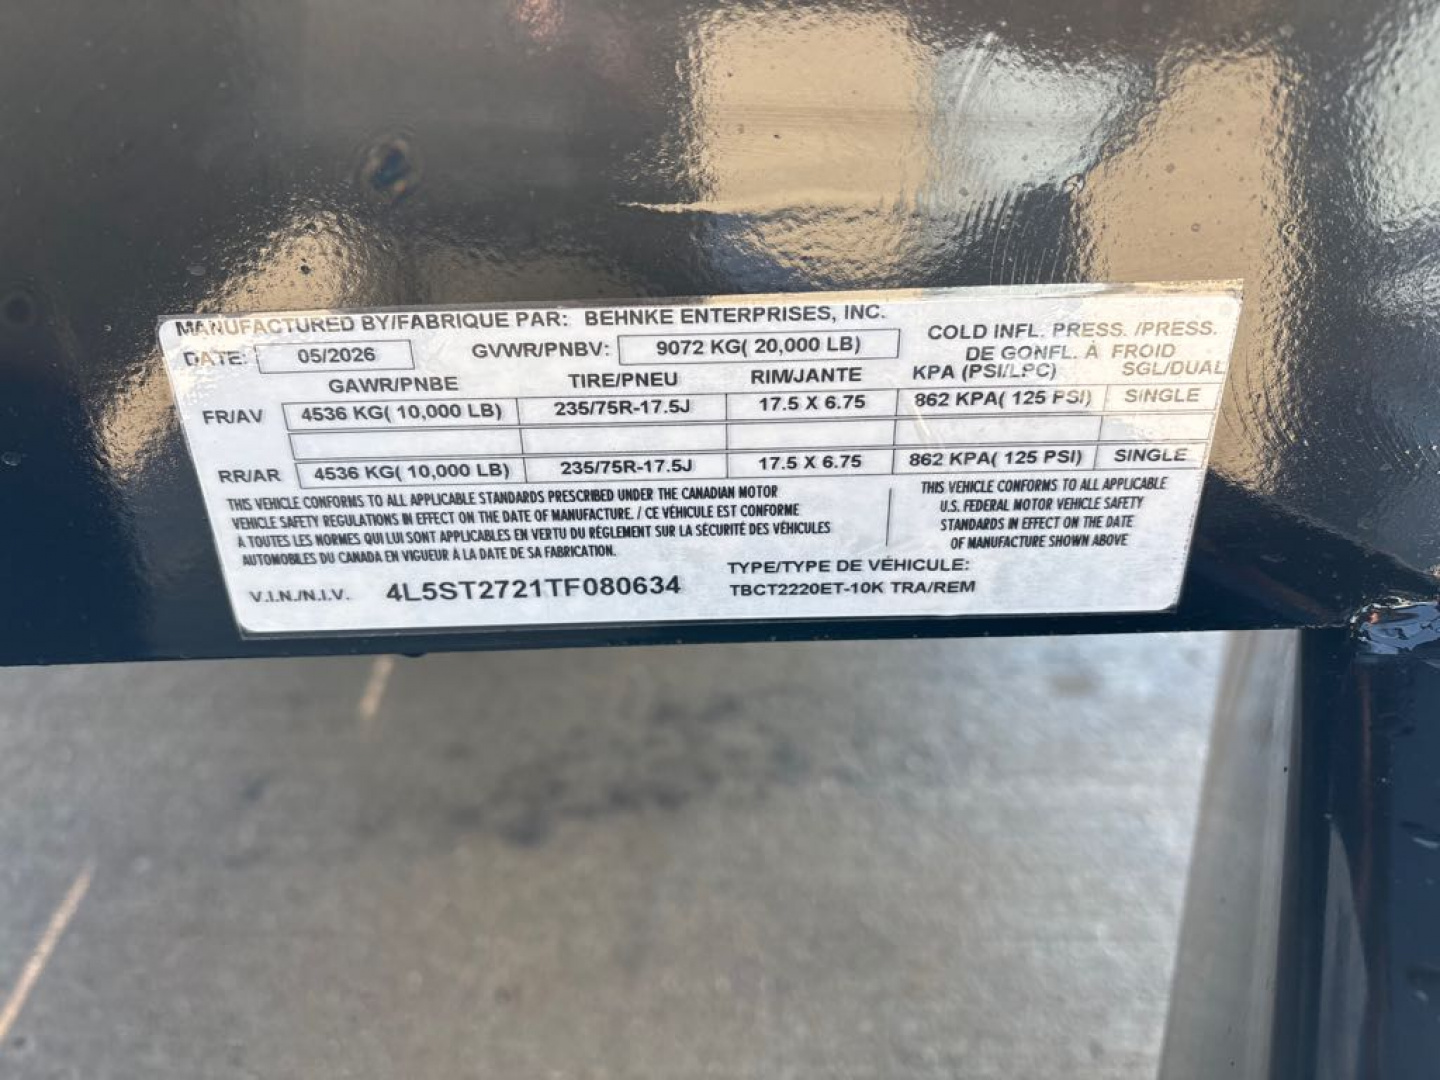 MANUFACTURED BY/FABRIQUE PAR: BEHNKE ENTERPRISES, INC.
DATE: 05/2026 GVWR/PNBV: 9072 KG( 20,000 LB)
COLD INFL. PRESS. /PRESS.
DE GONFL. À FROID
GAWR/PNBE TIRE/PNEU RIM/JANTE KPA (PSI/LPC) SGL/DUAL
FR/AV 4536 KG( 10,000 LB) 235/75R-17.5J 17.5 X 6.75 862 KPA( 125 PSI) SINGLE
RR/AR 4536 KG( 10,000 LB) 235/75R-17.5J 17.5 X 6.75 862 KPA( 125 PSI) SINGLE
THIS VEHICLE CONFORMS TO ALL APPLICABLE STANDARDS PRESCRIBED UNDER THE CANADIAN MOTOR
VEHICLE SAFETY REGULATIONS IN EFFECT ON THE DATE OF MANUFACTURE. / CE VÉHICULE EST CONFORME
A TOUTES LES NORMES QUI LUI SONT APPLICABLES EN VERTU DU RÉGLEMENT SUR LA SÉCURITÉ DES VÉHICULES
AUTOMOBILES DU CANADA EN VIGUEUR À LA DATE DE SA FABRICATION.
THIS VEHICLE CONFORMS TO ALL APPLICABLE
U.S. FEDERAL MOTOR VEHICLE SAFETY
STANDARDS IN EFFECT ON THE DATE
OF MANUFACTURE SHOWN ABOVE
V.I.N./N.I.V. 4L5ST2721TF080634
TYPE/TYPE DE VÉHICULE:
TBCT2220ET-10K TRA/REM